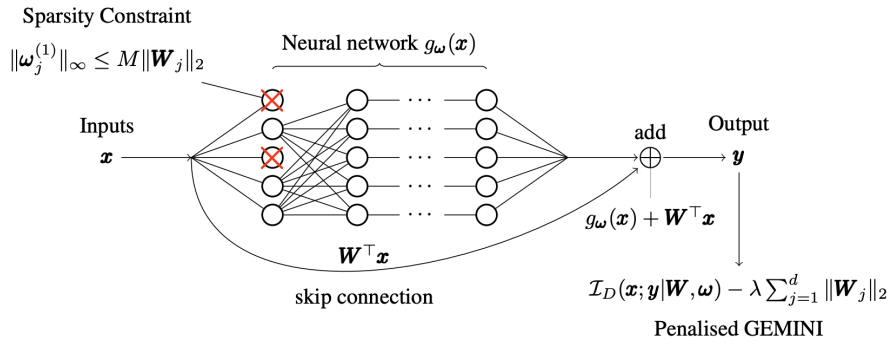 Sparsity Constraint
‖ω_j^{(1)}‖_∞ ≤ M‖W_j‖_2
Neural network g_ω(x)
Inputs
x
add
Output
y
g_ω(x) + W^⊤x
W^⊤x
skip connection
I_D(x; y|W, ω) − λ ∑_{j=1}^d ‖W_j‖_2
Penalised GEMINI